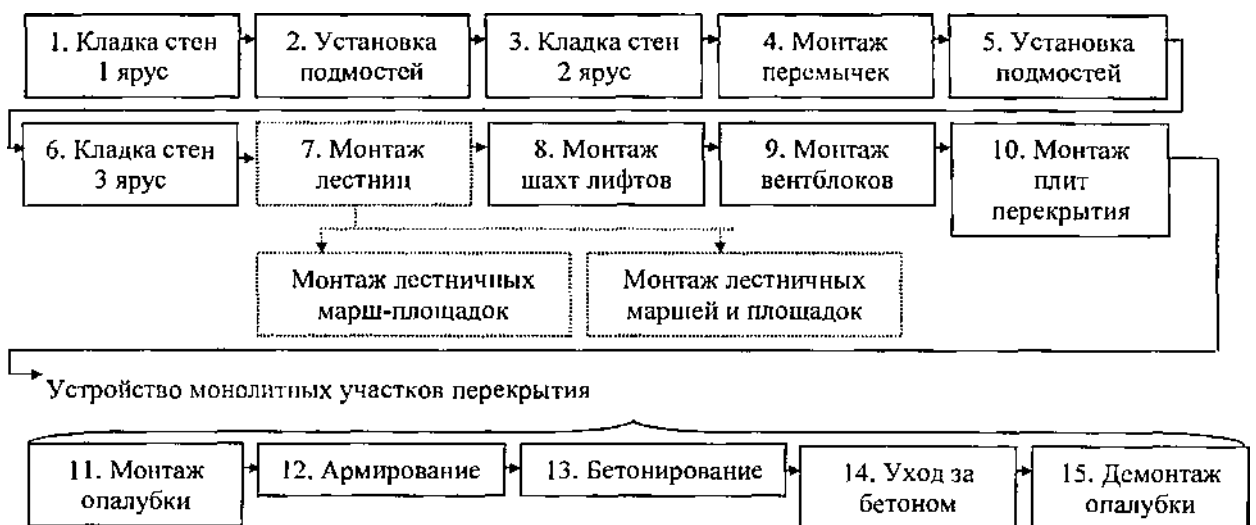 1. Кладка стен
1 ярус
2. Установка
подмостей
3. Кладка стен
2 ярус
4. Монтаж
перемычек
5. Установка
подмостей
6. Кладка стен
3 ярус
7. Монтаж
лестниц
8. Монтаж
шахт лифтов
9. Монтаж
вентблоков
10. Монтаж
плит
перекрытия
Монтаж лестничных
марш-площадок
Монтаж лестничных
маршей и площадок
Устройство монолитных участков перекрытия
11. Монтаж
опалубки
12. Армирование
13. Бетонирование
14. Уход за
бетоном
15. Демонтаж
опалубки